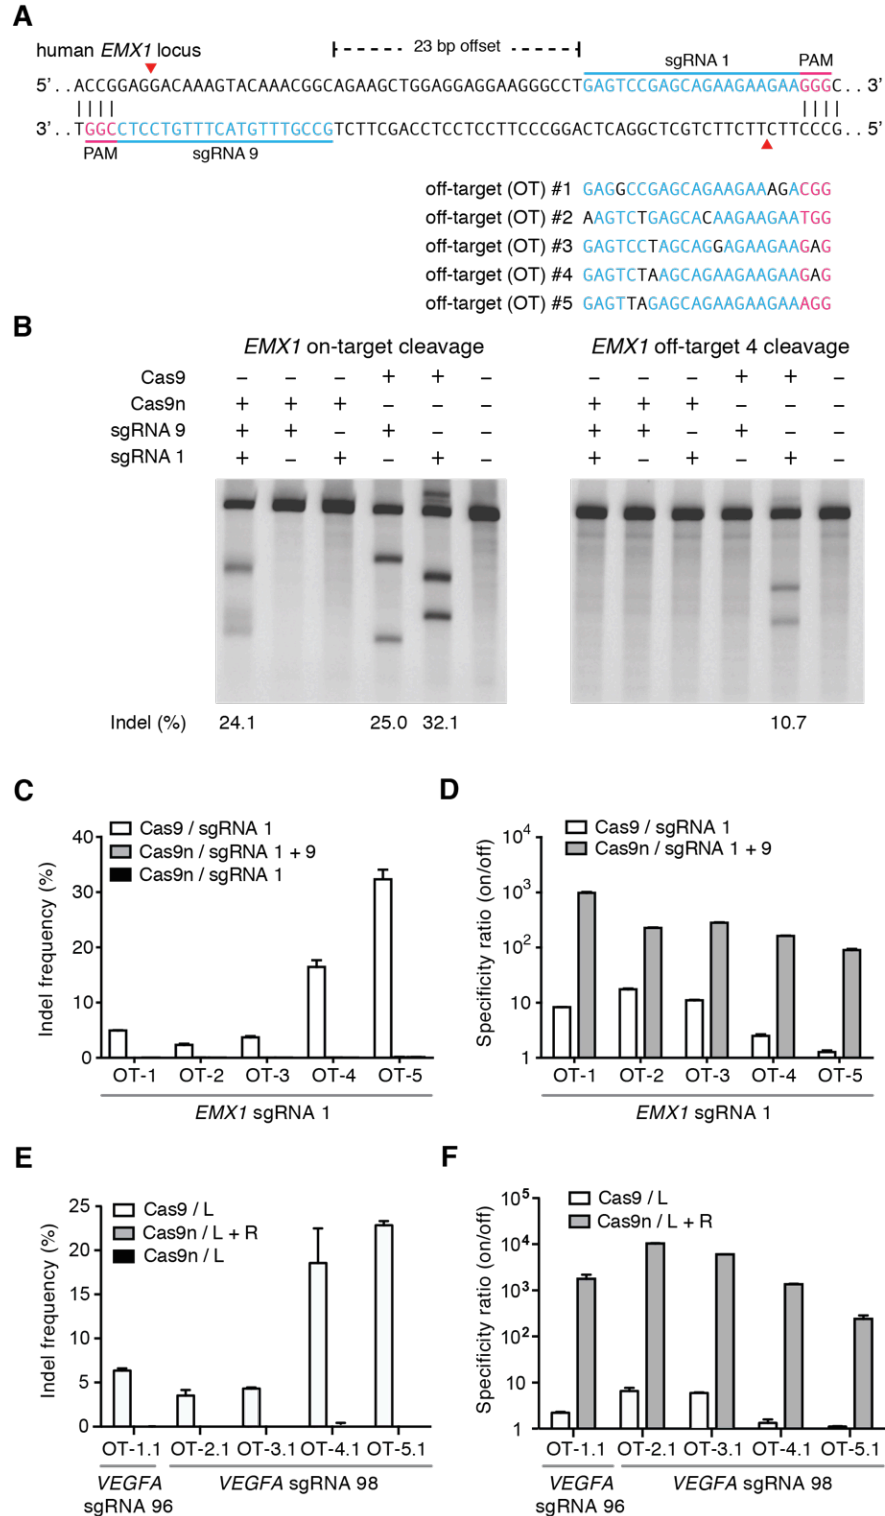 A
human EMX1 locus
23 bp offset
sgRNA 1 PAM
5' ..ACCGGAGGACAAAGTACAAACGGCAGAAGCTGGAGGAGGAAGGGCCTGAGTCCGAGCAGAAGAAGAAGGGC.. 3'
3' ..TGGCCTCCTGTTTCATGTTTGCCGTCTTCGACCTCCTCCTTCCCGGACTCAGGCTCGTCTTCTTCTTCCCG.. 5'
PAM sgRNA 9
off-target (OT) #1 GAGGCCGAGCAGAAGAAAGACGG
off-target (OT) #2 AAGTCTGAGCACAAGAAGAATGG
off-target (OT) #3 GAGTCCTAGCAGGAGAAGAAGAG
off-target (OT) #4 GAGTCTAAGCAGAAGAAGAAGAG
off-target (OT) #5 GAGTTAGAGCAGAAGAAGAAAGG
B
EMX1 on-target cleavage EMX1 off-target 4 cleavage
Cas9 – – – + + – – – – + + –
Cas9n + + + – – – + + + – – –
sgRNA 9 + + – + – – + + – + – –
sgRNA 1 + – + – + – + – + – + –
Indel (%) 24.1 25.0 32.1 10.7
C
Cas9 / sgRNA 1
Cas9n / sgRNA 1 + 9
Cas9n / sgRNA 1
Indel frequency (%)
40
30
20
10
0
OT-1 OT-2 OT-3 OT-4 OT-5
EMX1 sgRNA 1
D
Cas9 / sgRNA 1
Cas9n / sgRNA 1 + 9
Specificity ratio (on/off)
10⁴
10³
10²
10
1
OT-1 OT-2 OT-3 OT-4 OT-5
EMX1 sgRNA 1
E
Cas9 / L
Cas9n / L + R
Cas9n / L
Indel frequency (%)
25
20
15
10
5
0
OT-1.1 OT-2.1 OT-3.1 OT-4.1 OT-5.1
VEGFA sgRNA 96
VEGFA sgRNA 98
F
Cas9 / L
Cas9n / L + R
Specificity ratio (on/off)
10⁵
10⁴
10³
10²
10
1
OT-1.1 OT-2.1 OT-3.1 OT-4.1 OT-5.1
VEGFA sgRNA 96
VEGFA sgRNA 98